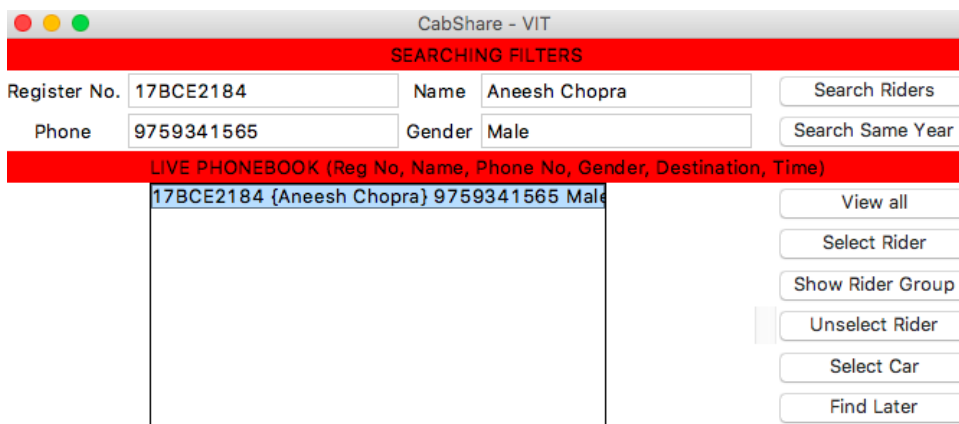 CabShare - VIT
SEARCHING FILTERS
Register No. 17BCE2184 Name Aneesh Chopra Search Riders
Phone 9759341565 Gender Male Search Same Year
LIVE PHONEBOOK (Reg No, Name, Phone No, Gender, Destination, Time)
17BCE2184 {Aneesh Chopra} 9759341565 Male
View all
Select Rider
Show Rider Group
Unselect Rider
Select Car
Find Later